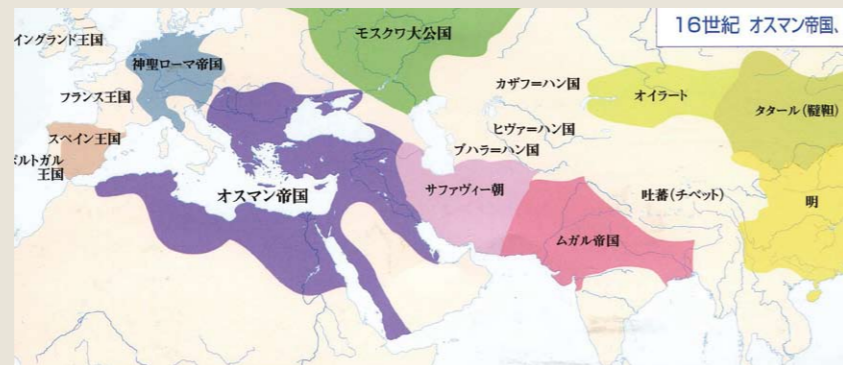 16世紀 オスマン帝国、
イングランド王国
モスクワ大公国
神聖ローマ帝国
カザフ=ハン国
オイラート
タタール(韃靼)
フランス王国
ヒヴァ=ハン国
スペイン王国
ブハラ=ハン国
ポルトガル
王国
サファヴィー朝
オスマン帝国
吐蕃(チベット)
明
ムガル帝国